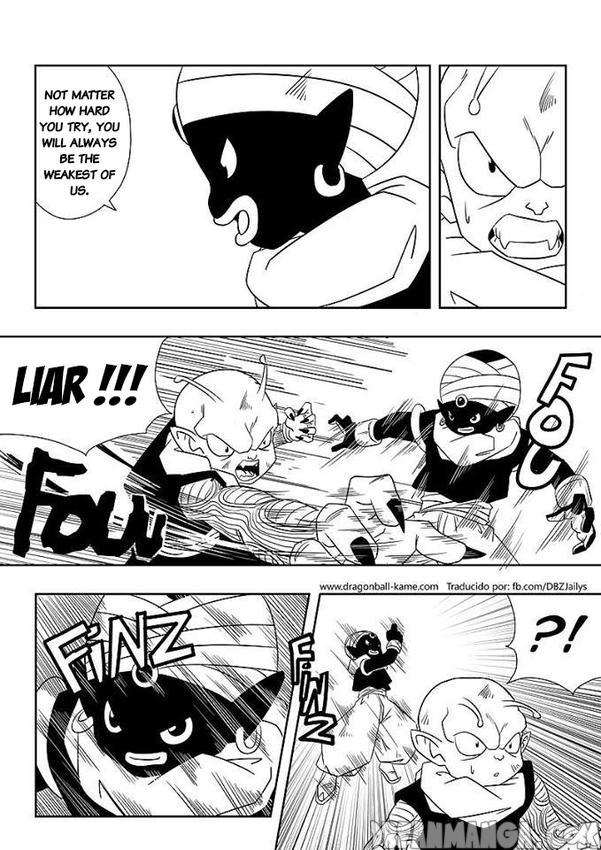 NOT MATTER
HOW HARD
YOU TRY, YOU
WILL ALWAYS
BE THE
WEAKEST OF
US.
LIAR !!!
FOU
FOUN
www.dragonball-kame.com Traducido por: fb.com/DBZJailys
FINZ
FINZ
?!